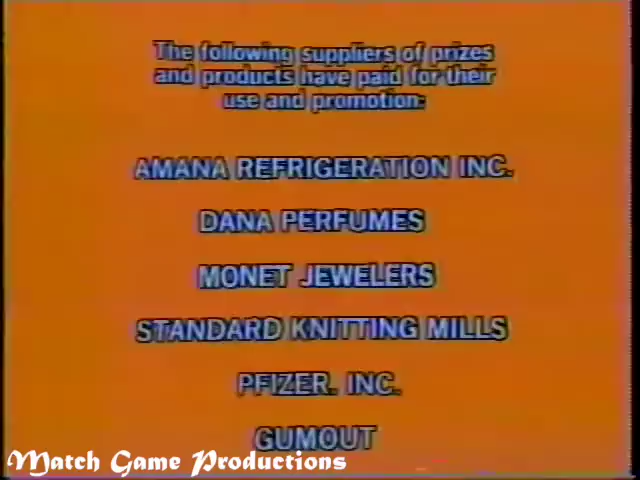 The following suppliers of prizes
and products have paid for their
use and promotion:
AMANA REFRIGERATION INC.
DANA PERFUMES
MONET JEWELERS
STANDARD KNITTING MILLS
PFIZER, INC.
GUMOUT
Match Game Productions